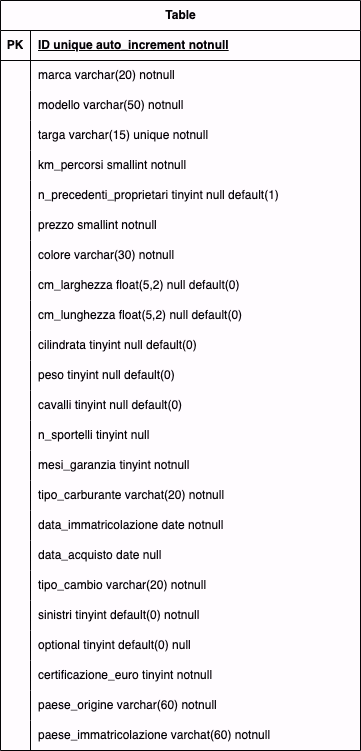 Table
PK ID unique auto_increment notnull
marca varchar(20) notnull
modello varchar(50) notnull
targa varchar(15) unique notnull
km_percorsi smallint notnull
n_precedenti_proprietari tinyint null default(1)
prezzo smallint notnull
colore varchar(30) notnull
cm_larghezza float(5,2) null default(0)
cm_lunghezza float(5,2) null default(0)
cilindrata tinyint null default(0)
peso tinyint null default(0)
cavalli tinyint null default(0)
n_sportelli tinyint null
mesi_garanzia tinyint notnull
tipo_carburante varchat(20) notnull
data_immatricolazione date notnull
data_acquisto date null
tipo_cambio varchar(20) notnull
sinistri tinyint default(0) notnull
optional tinyint default(0) null
certificazione_euro tinyint notnull
paese_origine varchar(60) notnull
paese_immatricolazione varchat(60) notnull